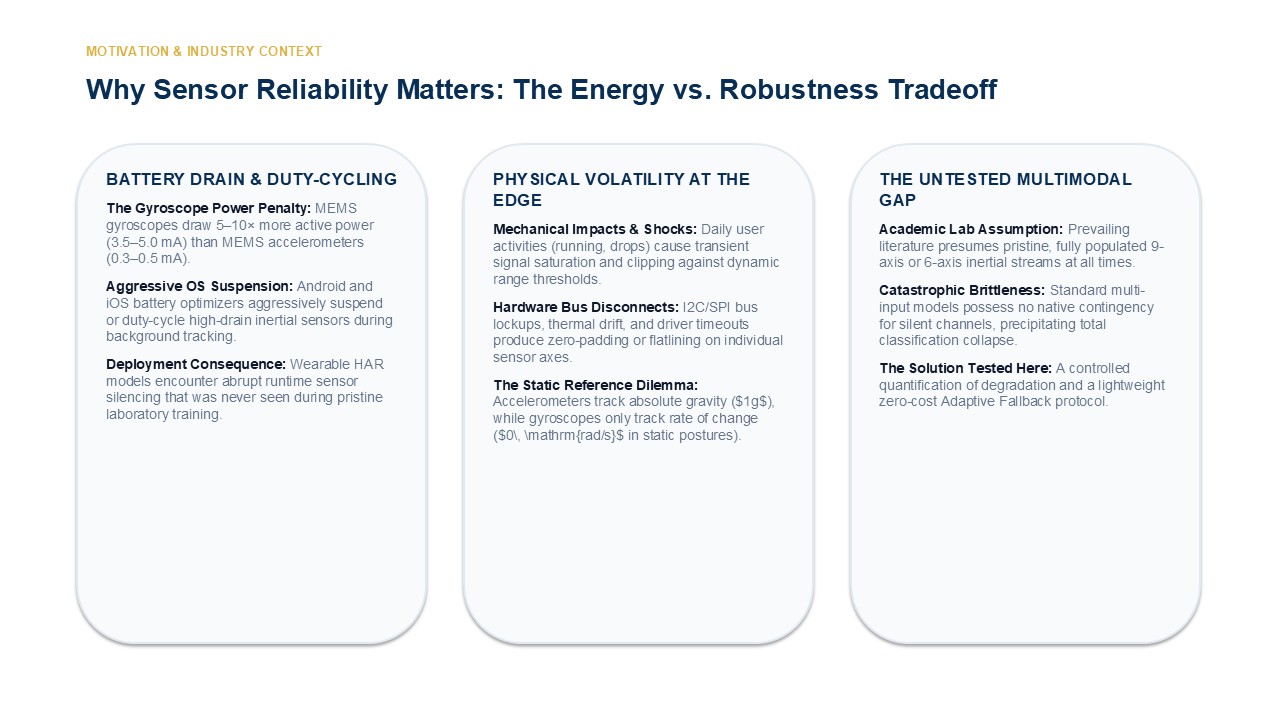 MOTIVATION & INDUSTRY CONTEXT
Why Sensor Reliability Matters: The Energy vs. Robustness Tradeoff
BATTERY DRAIN & DUTY-CYCLING
The Gyroscope Power Penalty: MEMS
gyroscopes draw 5–10× more active power
(3.5–5.0 mA) than MEMS accelerometers
(0.3–0.5 mA).
Aggressive OS Suspension: Android and
iOS battery optimizers aggressively suspend
or duty-cycle high-drain inertial sensors during
background tracking.
Deployment Consequence: Wearable HAR
models encounter abrupt runtime sensor
silencing that was never seen during pristine
laboratory training.
PHYSICAL VOLATILITY AT THE
EDGE
Mechanical Impacts & Shocks: Daily user
activities (running, drops) cause transient
signal saturation and clipping against dynamic
range thresholds.
Hardware Bus Disconnects: I2C/SPI bus
lockups, thermal drift, and driver timeouts
produce zero-padding or flatlining on individual
sensor axes.
The Static Reference Dilemma:
Accelerometers track absolute gravity ($1g$),
while gyroscopes only track rate of change
($0\, \mathrm{rad/s}$ in static postures).
THE UNTESTED MULTIMODAL
GAP
Academic Lab Assumption: Prevailing
literature presumes pristine, fully populated 9-
axis or 6-axis inertial streams at all times.
Catastrophic Brittleness: Standard multi-
input models possess no native contingency
for silent channels, precipitating total
classification collapse.
The Solution Tested Here: A controlled
quantification of degradation and a lightweight
zero-cost Adaptive Fallback protocol.